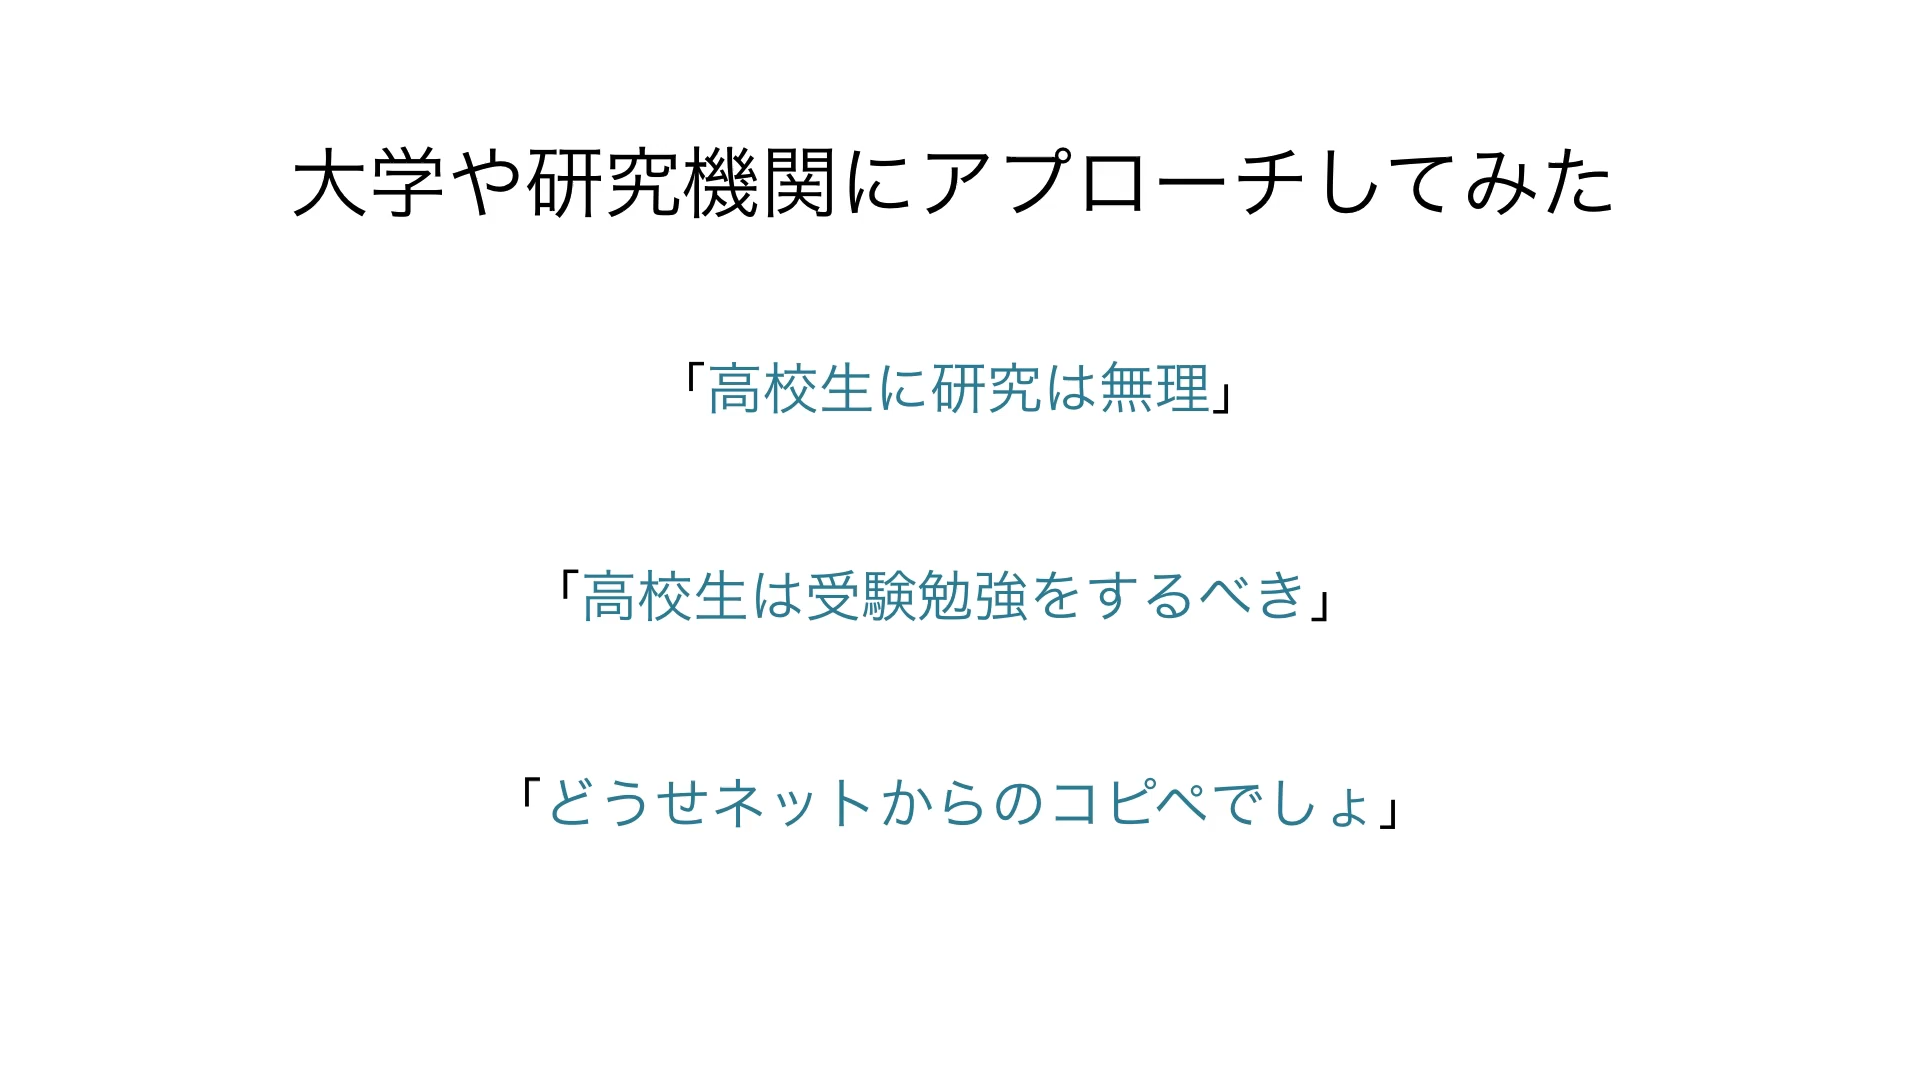 大学や研究機関にアプローチしてみた
「高校生に研究は無理」
「高校生は受験勉強をするべき」
「どうせネットからのコピペでしょ」